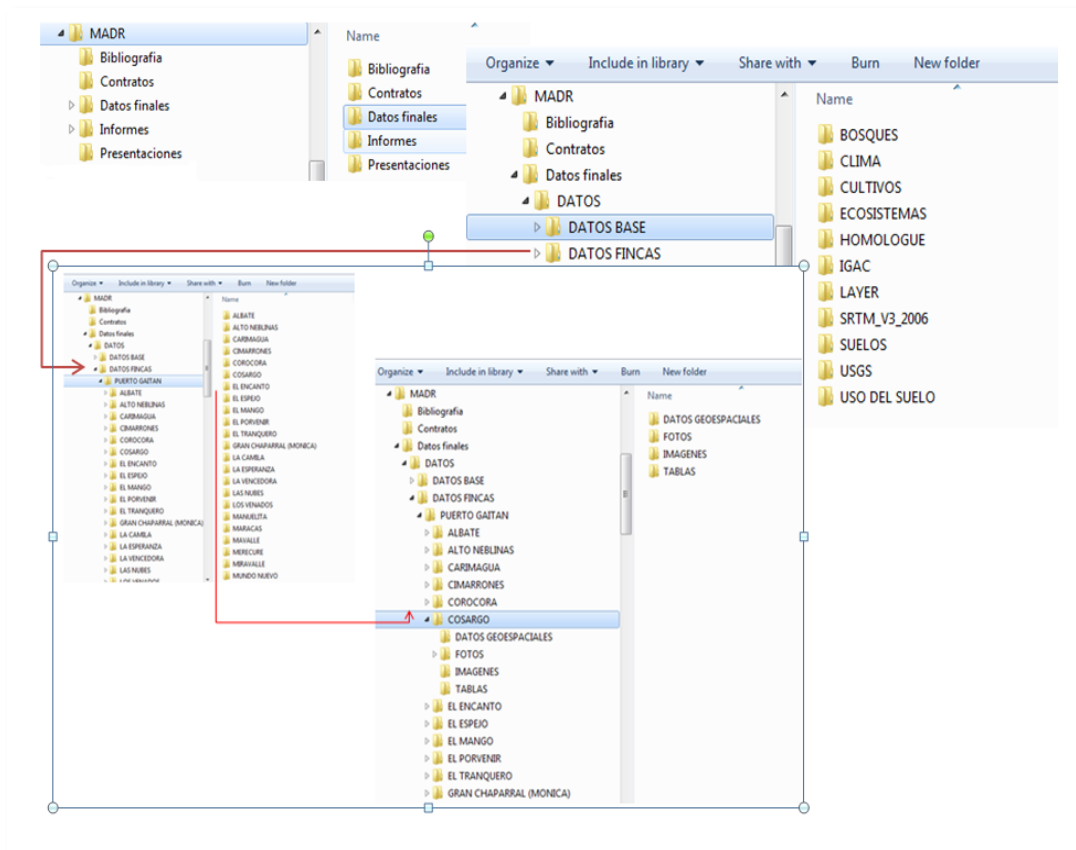 MADR
Bibliografia
Contratos
Datos finales
Informes
Presentaciones
Name
Bibliografia
Contratos
Datos finales
Informes
Presentaciones
Organize Include in library Share with Burn New folder
MADR
Bibliografia
Contratos
Datos finales
DATOS
DATOS BASE
DATOS FINCAS
Name
BOSQUES
CLIMA
CULTIVOS
ECOSISTEMAS
HOMOLOGUE
IGAC
LAYER
SRTM_V3_2006
SUELOS
USGS
USO DEL SUELO
Organize Include in library Share with Burn New folder
MADR
Bibliografia
Contratos
Datos finales
DATOS
DATOS BASE
DATOS FINCAS
PUERTO GAITAN
ALBATE
ALTO NEBLINAS
CARIMAGUA
CIMARRONES
COROCORA
COSARGO
EL ENCANTO
EL ESPEJO
EL MANGO
EL PORVENIR
EL TRANQUERO
GRAN CHAPARRAL (MONICA)
LA CAMILA
LA ESPERANZA
LA VENCEDORA
LAS NUBES
LOS VENADOS
Name
ALBATE
ALTO NEBLINAS
CARIMAGUA
CIMARRONES
COROCORA
COSARGO
EL ENCANTO
EL ESPEJO
EL MANGO
EL PORVENIR
EL TRANQUERO
GRAN CHAPARRAL (MONICA)
LA CAMILA
LA ESPERANZA
LA VENCEDORA
LAS NUBES
LOS VENADOS
MANUELITA
MARACAS
MAVALLE
MERECURE
MIRAVALLE
MUNDO NUEVO
Organize Include in library Share with Burn New folder
MADR
Bibliografia
Contratos
Datos finales
DATOS
DATOS BASE
DATOS FINCAS
PUERTO GAITAN
ALBATE
ALTO NEBLINAS
CARIMAGUA
CIMARRONES
COROCORA
COSARGO
DATOS GEOESPACIALES
FOTOS
IMAGENES
TABLAS
EL ENCANTO
EL ESPEJO
EL MANGO
EL PORVENIR
EL TRANQUERO
GRAN CHAPARRAL (MONICA)
Name
DATOS GEOESPACIALES
FOTOS
IMAGENES
TABLAS